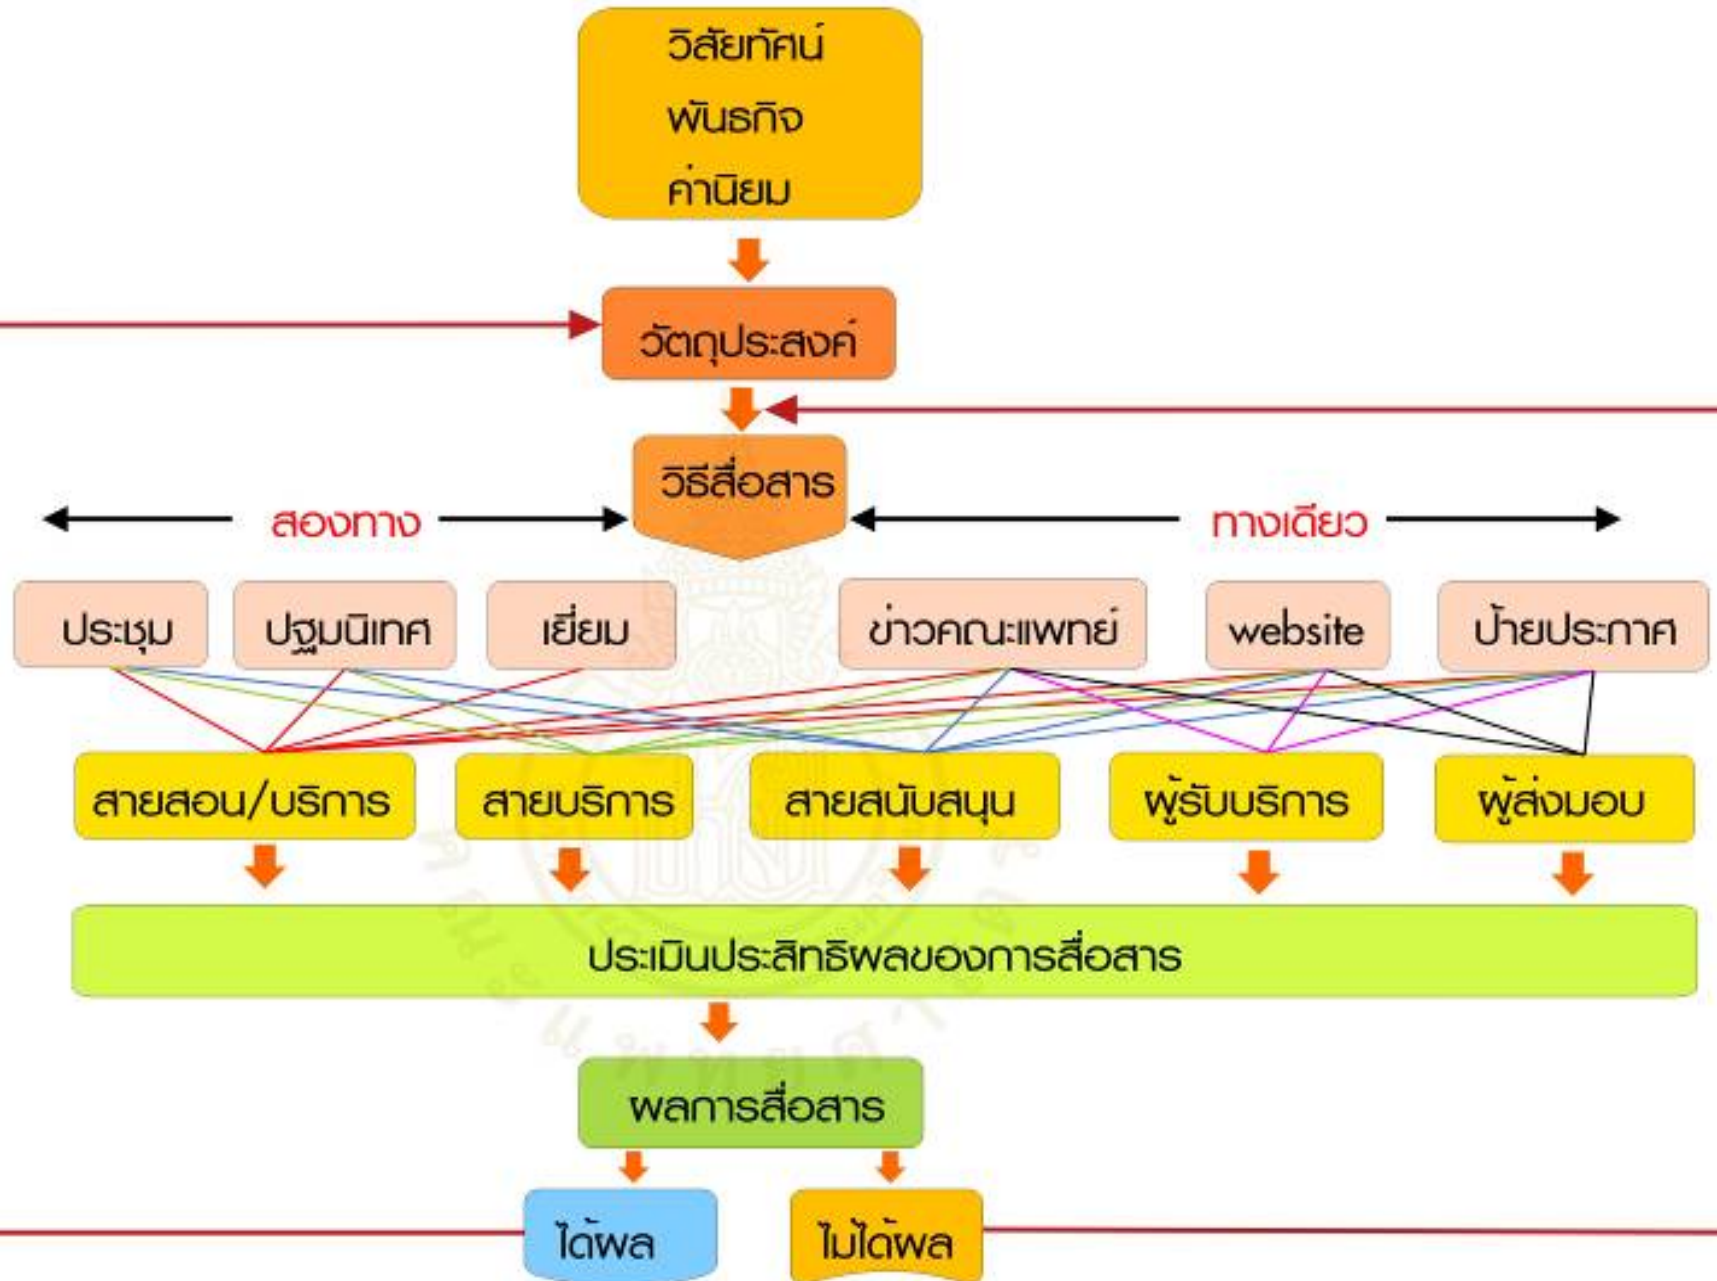 วิสัยทัศน์
พันธกิจ
ค่านิยม
วัตถุประสงค์
วิธีสื่อสาร
สองทาง
ทางเดียว
ประชุม
ปฐมนิเทศ
เยี่ยม
ข่าวคณะแพทย์
website
ป้ายประกาศ
สายสอน/บริการ
สายบริการ
สายสนับสนุน
ผู้รับบริการ
ผู้ส่งมอบ
ประเมินประสิทธิผลของการสื่อสาร
ผลการสื่อสาร
ได้ผล
ไม่ได้ผล